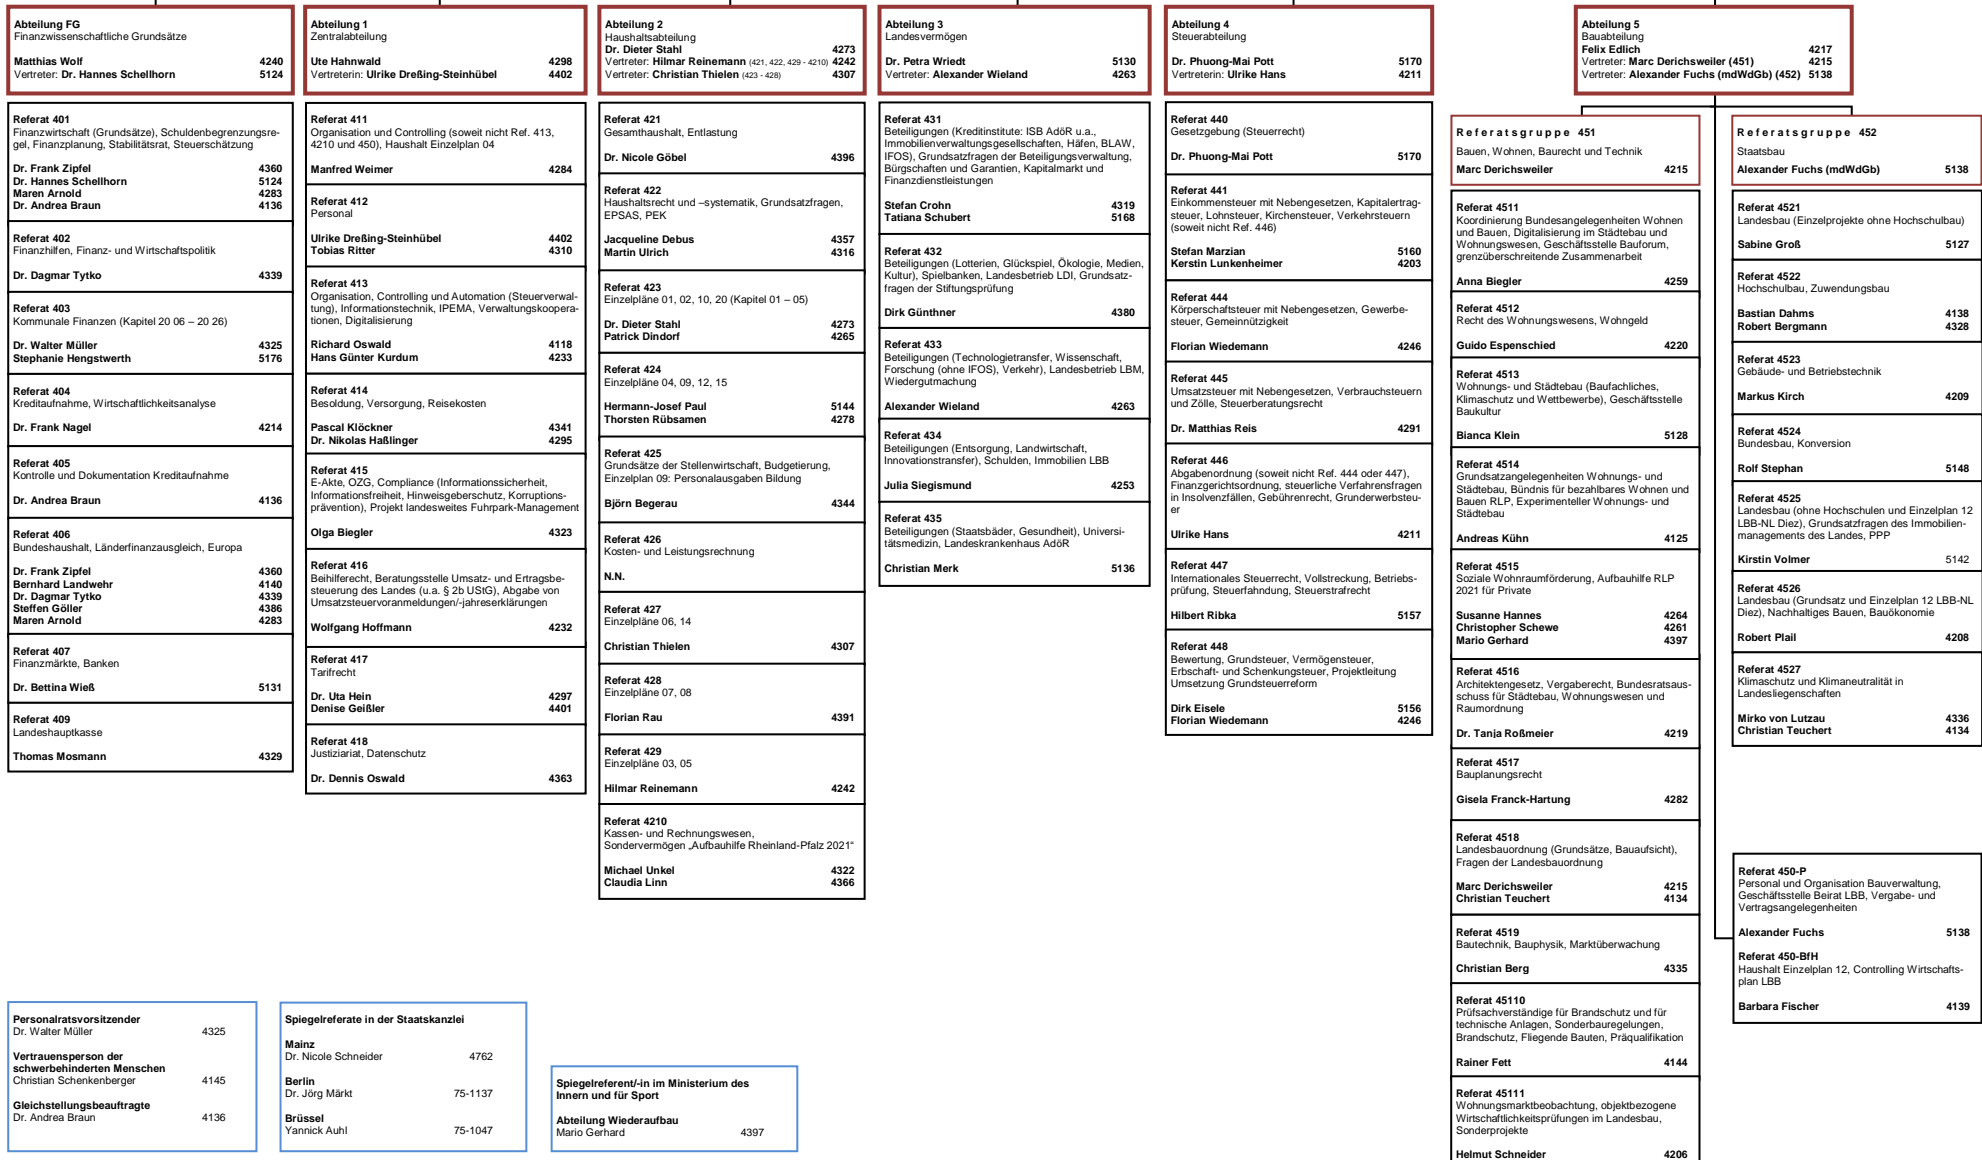 Abteilung FG
Finanzwissenschaftliche Grundsätze
Matthias Wolf 4240
Vertreter: Dr. Hannes Schellhorn 5124
Referat 401
Finanzwirtschaft (Grundsätze), Schuldenbegrenzungsre-
gel, Finanzplanung, Stabilitätsrat, Steuerschätzung
Dr. Frank Zipfel 4360
Dr. Hannes Schellhorn 5124
Maren Arnold 4283
Dr. Andrea Braun 4136
Referat 402
Finanzhilfen, Finanz- und Wirtschaftspolitik
Dr. Dagmar Tytko 4339
Referat 403
Kommunale Finanzen (Kapitel 20 06 – 20 26)
Dr. Walter Müller 4325
Stephanie Hengstwerth 5176
Referat 404
Kreditaufnahme, Wirtschaftlichkeitsanalyse
Dr. Frank Nagel 4214
Referat 405
Kontrolle und Dokumentation Kreditaufnahme
Dr. Andrea Braun 4136
Referat 406
Bundeshaushalt, Länderfinanzausgleich, Europa
Dr. Frank Zipfel 4360
Bernhard Landwehr 4140
Dr. Dagmar Tytko 4339
Steffen Göller 4386
Maren Arnold 4283
Referat 407
Finanzmärkte, Banken
Dr. Bettina Wieß 5131
Referat 409
Landeshauptkasse
Thomas Mosmann 4329
Abteilung 1
Zentralabteilung
Ute Hahnwald 4298
Vertreterin: Ulrike Dreßing-Steinhübel 4402
Referat 411
Organisation und Controlling (soweit nicht Ref. 413,
4210 und 450), Haushalt Einzelplan 04
Manfred Weimer 4284
Referat 412
Personal
Ulrike Dreßing-Steinhübel 4402
Tobias Ritter 4310
Referat 413
Organisation, Controlling und Automation (Steuerverwal-
tung), Informationstechnik, IPEMA, Verwaltungskoopera-
tionen, Digitalisierung
Richard Oswald 4118
Hans Günter Kurdum 4233
Referat 414
Besoldung, Versorgung, Reisekosten
Pascal Klöckner 4341
Dr. Nikolas Haßlinger 4295
Referat 415
E-Akte, OZG, Compliance (Informationssicherheit,
Informationsfreiheit, Hinweisgeberschutz, Korruptions-
prävention), Projekt landesweites Fuhrpark-Management
Olga Biegler 4323
Referat 416
Beihilferecht, Beratungsstelle Umsatz- und Ertragsbe-
steuerung des Landes (u.a. § 2b UStG), Abgabe von
Umsatzsteuervoranmeldungen/-jahreserklärungen
Wolfgang Hoffmann 4232
Referat 417
Tarifrecht
Dr. Uta Hein 4297
Denise Geißler 4401
Referat 418
Justiziariat, Datenschutz
Dr. Dennis Oswald 4363
Abteilung 2
Haushaltsabteilung
Dr. Dieter Stahl 4273
Vertreter: Hilmar Reinemann (421, 422, 429 - 4210) 4242
Vertreter: Christian Thielen (423 - 428) 4307
Referat 421
Gesamthaushalt, Entlastung
Dr. Nicole Göbel 4396
Referat 422
Haushaltsrecht und –systematik, Grundsatzfragen,
EPSAS, PEK
Jacqueline Debus 4357
Martin Ulrich 4316
Referat 423
Einzelpläne 01, 02, 10, 20 (Kapitel 01 – 05)
Dr. Dieter Stahl 4273
Patrick Dindorf 4265
Referat 424
Einzelpläne 04, 09, 12, 15
Hermann-Josef Paul 5144
Thorsten Rübsamen 4278
Referat 425
Grundsätze der Stellenwirtschaft, Budgetierung,
Einzelplan 09: Personalausgaben Bildung
Björn Begerau 4344
Referat 426
Kosten- und Leistungsrechnung
N.N.
Referat 427
Einzelpläne 06, 14
Christian Thielen 4307
Referat 428
Einzelpläne 07, 08
Florian Rau 4391
Referat 429
Einzelpläne 03, 05
Hilmar Reinemann 4242
Referat 4210
Kassen- und Rechnungswesen,
Sondervermögen „Aufbauhilfe Rheinland-Pfalz 2021“
Michael Unkel 4322
Claudia Linn 4366
Abteilung 3
Landesvermögen
Dr. Petra Wriedt 5130
Vertreter: Alexander Wieland 4263
Referat 431
Beteiligungen (Kreditinstitute: ISB AdöR u.a.,
Immobilienverwaltungsgesellschaften, Häfen, BLAW,
IFOS), Grundsatzfragen der Beteiligungsverwaltung,
Bürgschaften und Garantien, Kapitalmarkt und
Finanzdienstleistungen
Stefan Crohn 4319
Tatiana Schubert 5168
Referat 432
Beteiligungen (Lotterien, Glückspiel, Ökologie, Medien,
Kultur), Spielbanken, Landesbetrieb LDI, Grundsatz-
fragen der Stiftungsprüfung
Dirk Günthner 4380
Referat 433
Beteiligungen (Technologietransfer, Wissenschaft,
Forschung (ohne IFOS), Verkehr), Landesbetrieb LBM,
Wiedergutmachung
Alexander Wieland 4263
Referat 434
Beteiligungen (Entsorgung, Landwirtschaft,
Innovationstransfer), Schulden, Immobilien LBB
Julia Siegismund 4253
Referat 435
Beteiligungen (Staatsbäder, Gesundheit), Universi-
tätsmedizin, Landeskrankenhaus AdöR
Christian Merk 5136
Abteilung 4
Steuerabteilung
Dr. Phuong-Mai Pott 5170
Vertreterin: Ulrike Hans 4211
Referat 440
Gesetzgebung (Steuerrecht)
Dr. Phuong-Mai Pott 5170
Referat 441
Einkommensteuer mit Nebengesetzen, Kapitalertrag-
steuer, Lohnsteuer, Kirchensteuer, Verkehrsteuern
(soweit nicht Ref. 446)
Stefan Marzian 5160
Kerstin Lunkenheimer 4203
Referat 444
Körperschaftsteuer mit Nebengesetzen, Gewerbe-
steuer, Gemeinnützigkeit
Florian Wiedemann 4246
Referat 445
Umsatzsteuer mit Nebengesetzen, Verbrauchsteuern
und Zölle, Steuerberatungsrecht
Dr. Matthias Reis 4291
Referat 446
Abgabenordnung (soweit nicht Ref. 444 oder 447),
Finanzgerichtsordnung, steuerliche Verfahrensfragen
in Insolvenzfällen, Gebührenrecht, Grunderwerbsteu-
er
Ulrike Hans 4211
Referat 447
Internationales Steuerrecht, Vollstreckung, Betriebs-
prüfung, Steuerfahndung, Steuerstrafrecht
Hilbert Ribka 5157
Referat 448
Bewertung, Grundsteuer, Vermögensteuer,
Erbschaft- und Schenkungsteuer, Projektleitung
Umsetzung Grundsteuerreform
Dirk Eisele 5156
Florian Wiedemann 4246
Abteilung 5
Bauabteilung
Felix Edlich 4217
Vertreter: Marc Derichsweiler (451) 4215
Vertreter: Alexander Fuchs (mdWdGb) (452) 5138
Referatsgruppe 451
Bauen, Wohnen, Baurecht und Technik
Marc Derichsweiler 4215
Referat 4511
Koordinierung Bundesangelegenheiten Wohnen
und Bauen, Digitalisierung im Städtebau und
Wohnungswesen, Geschäftsstelle Bauforum,
grenzüberschreitende Zusammenarbeit
Anna Biegler 4259
Referat 4512
Recht des Wohnungswesens, Wohngeld
Guido Espenschied 4220
Referat 4513
Wohnungs- und Städtebau (Baufachliches,
Klimaschutz und Wettbewerbe), Geschäftsstelle
Baukultur
Bianca Klein 5128
Referat 4514
Grundsatzangelegenheiten Wohnungs- und
Städtebau, Bündnis für bezahlbares Wohnen und
Bauen RLP, Experimenteller Wohnungs- und
Städtebau
Andreas Kühn 4125
Referat 4515
Soziale Wohnraumförderung, Aufbauhilfe RLP
2021 für Private
Susanne Hannes 4264
Christopher Schewe 4261
Mario Gerhard 4397
Referat 4516
Architektengesetz, Vergaberecht, Bundesratsaus-
schuss für Städtebau, Wohnungswesen und
Raumordnung
Dr. Tanja Roßmeier 4219
Referat 4517
Bauplanungsrecht
Gisela Franck-Hartung 4282
Referat 4518
Landesbauordnung (Grundsätze, Bauaufsicht),
Fragen der Landesbauordnung
Marc Derichsweiler 4215
Christian Teuchert 4134
Referat 4519
Bautechnik, Bauphysik, Marktüberwachung
Christian Berg 4335
Referat 45110
Prüfsachverständige für Brandschutz und für
technische Anlagen, Sonderbauregelungen,
Brandschutz, Fliegende Bauten, Präqualifikation
Rainer Fett 4144
Referat 45111
Wohnungsmarktbeobachtung, objektbezogene
Wirtschaftlichkeitsprüfungen im Landesbau,
Sonderprojekte
Helmut Schneider 4206
Referatsgruppe 452
Staatsbau
Alexander Fuchs (mdWdGb) 5138
Referat 4521
Landesbau (Einzelprojekte ohne Hochschulbau)
Sabine Groß 5127
Referat 4522
Hochschulbau, Zuwendungsbau
Bastian Dahms 4138
Robert Bergmann 4328
Referat 4523
Gebäude- und Betriebstechnik
Markus Kirch 4209
Referat 4524
Bundesbau, Konversion
Rolf Stephan 5148
Referat 4525
Landesbau (ohne Hochschulen und Einzelplan 12
LBB-NL Diez), Grundsatzfragen des Immobilien-
managements des Landes, PPP
Kirstin Volmer 5142
Referat 4526
Landesbau (Grundsatz und Einzelplan 12 LBB-NL
Diez), Nachhaltiges Bauen, Bauökonomie
Robert Plail 4208
Referat 4527
Klimaschutz und Klimaneutralität in
Landesliegenschaften
Mirko von Lutzau 4336
Christian Teuchert 4134
Referat 450-P
Personal und Organisation Bauverwaltung,
Geschäftsstelle Beirat LBB, Vergabe- und
Vertragsangelegenheiten
Alexander Fuchs 5138
Referat 450-BfH
Haushalt Einzelplan 12, Controlling Wirtschafts-
plan LBB
Barbara Fischer 4139
Personalratsvorsitzender
Dr. Walter Müller 4325
Vertrauensperson der
schwerbehinderten Menschen
Christian Schenkenberger 4145
Gleichstellungsbeauftragte
Dr. Andrea Braun 4136
Spiegelreferate in der Staatskanzlei
Mainz
Dr. Nicole Schneider 4762
Berlin
Dr. Jörg Märkt 75-1137
Brüssel
Yannick Auhl 75-1047
Spiegelreferent/-in im Ministerium des
Innern und für Sport
Abteilung Wiederaufbau
Mario Gerhard 4397